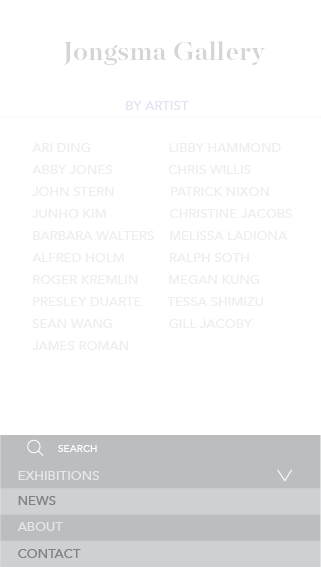 Jongsma Gallery
BY ARTIST
ARI DING
ABBY JONES
JOHN STERN
JUNHO KIM
BARBARA WALTERS
ALFRED HOLM
ROGER KREMLIN
PRESLEY DUARTE
SEAN WANG
JAMES ROMAN
LIBBY HAMMOND
CHRIS WILLIS
PATRICK NIXON
CHRISTINE JACOBS
MELISSA LADIONA
RALPH SOTH
MEGAN KUNG
TESSA SHIMIZU
GILL JACOBY
SEARCH
EXHIBITIONS
NEWS
ABOUT
CONTACT